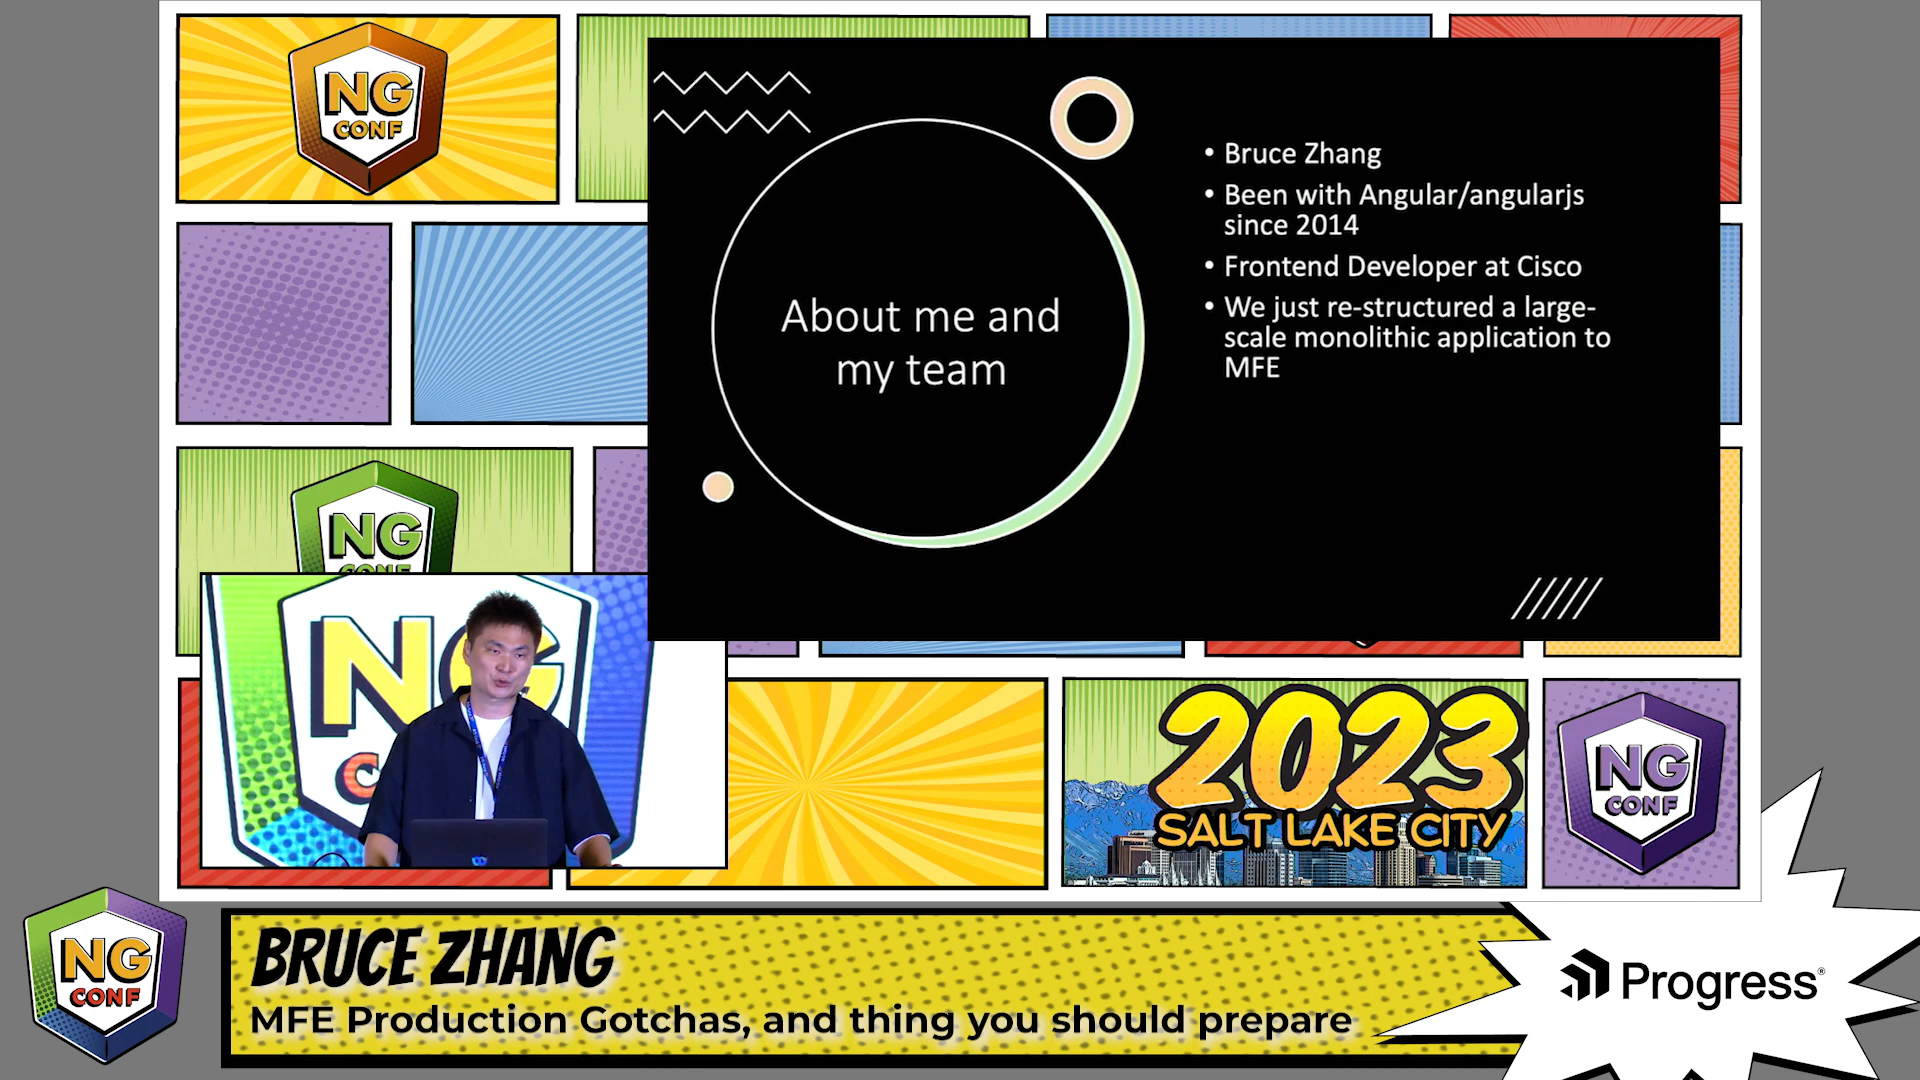 NG
CONF
About me and
my team
• Bruce Zhang
• Been with Angular/angularjs
since 2014
• Frontend Developer at Cisco
• We just re-structured a large-
scale monolithic application to
MFE
NG
CONF
NG
C
2023
SALT LAKE CITY
NG
CONF
NG
CONF
BRUCE ZHANG
MFE Production Gotchas, and thing you should prepare
Progress®